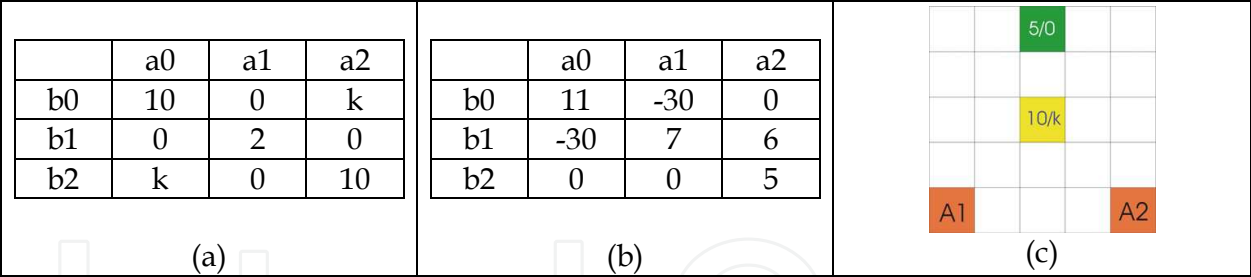 a0 a1 a2
b0 10 0 k
b1 0 2 0
b2 k 0 10
(a)
a0 a1 a2
b0 11 -30 0
b1 -30 7 6
b2 0 0 5
(b)
5/0
10/k
A1 A2
(c)